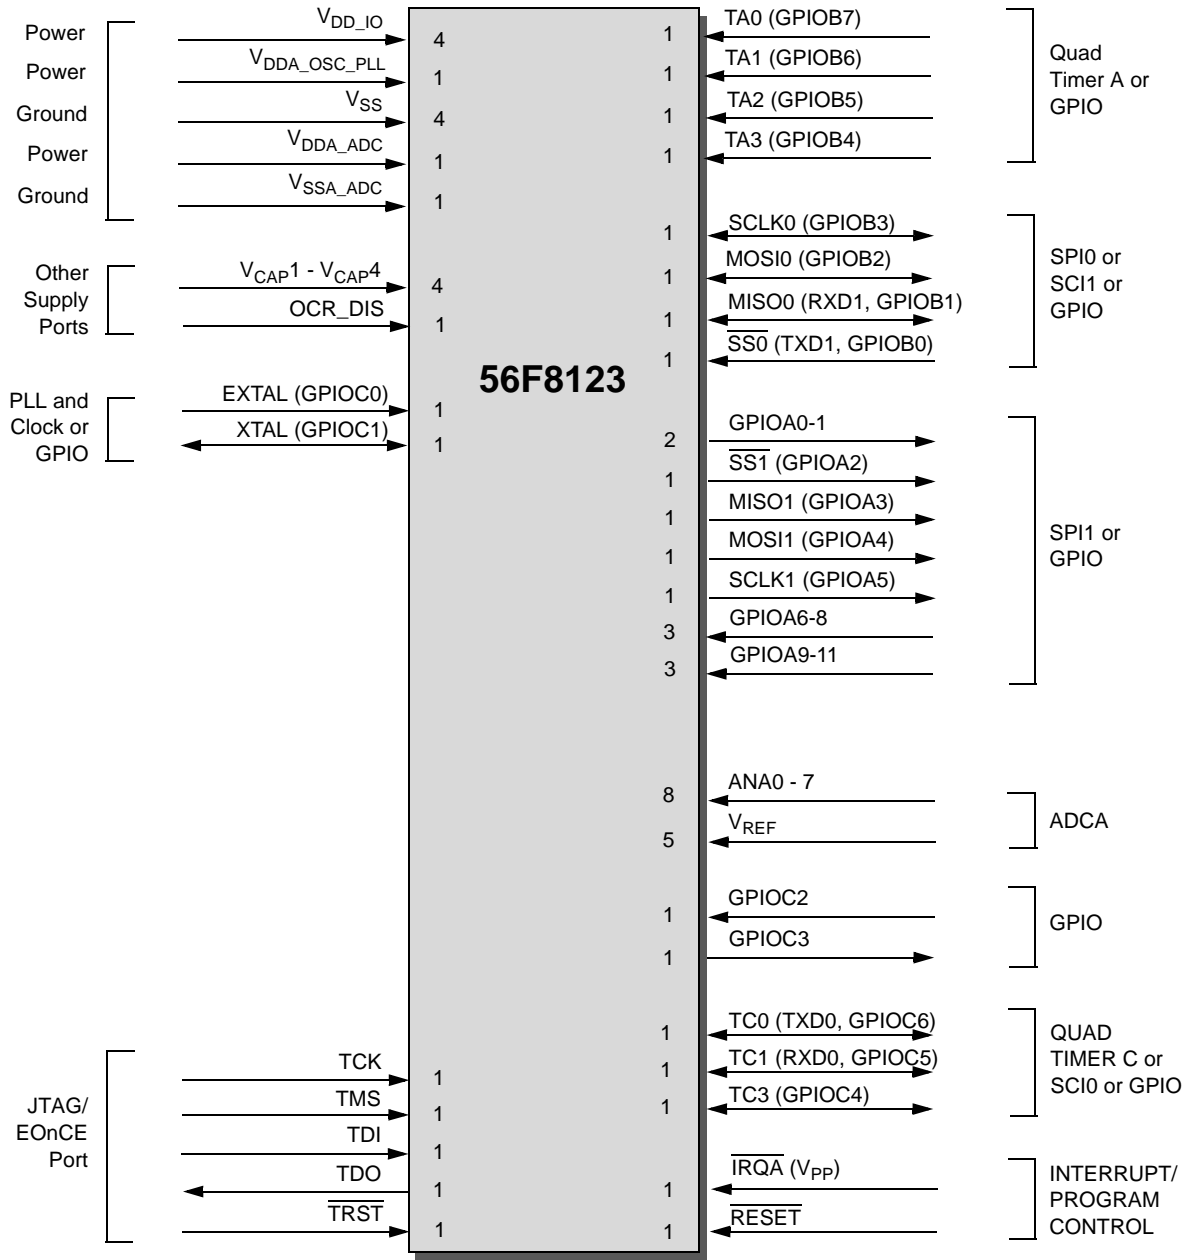 Power
V_DD_IO
4
Power
V_DDA_OSC_PLL
1
Ground
V_SS
4
Power
V_DDA_ADC
1
Ground
V_SSA_ADC
1
Other
Supply
Ports
V_CAP1 - V_CAP4
4
OCR_DIS
1
PLL and
Clock or
GPIO
EXTAL (GPIOC0)
1
XTAL (GPIOC1)
1
JTAG/
EOnCE
Port
TCK
1
TMS
1
TDI
1
TDO
1
TRST
1
56F8123
1
TA0 (GPIOB7)
1
TA1 (GPIOB6)
1
TA2 (GPIOB5)
1
TA3 (GPIOB4)
Quad
Timer A or
GPIO
1
SCLK0 (GPIOB3)
1
MOSI0 (GPIOB2)
1
MISO0 (RXD1, GPIOB1)
1
SS0 (TXD1, GPIOB0)
SPI0 or
SCI1 or
GPIO
2
GPIOA0-1
1
SS1 (GPIOA2)
1
MISO1 (GPIOA3)
1
MOSI1 (GPIOA4)
1
SCLK1 (GPIOA5)
3
GPIOA6-8
3
GPIOA9-11
SPI1 or
GPIO
8
ANA0 - 7
5
V_REF
ADCA
1
GPIOC2
1
GPIOC3
GPIO
1
TC0 (TXD0, GPIOC6)
1
TC1 (RXD0, GPIOC5)
1
TC3 (GPIOC4)
QUAD
TIMER C or
SCI0 or GPIO
1
IRQA (V_PP)
1
RESET
INTERRUPT/
PROGRAM
CONTROL